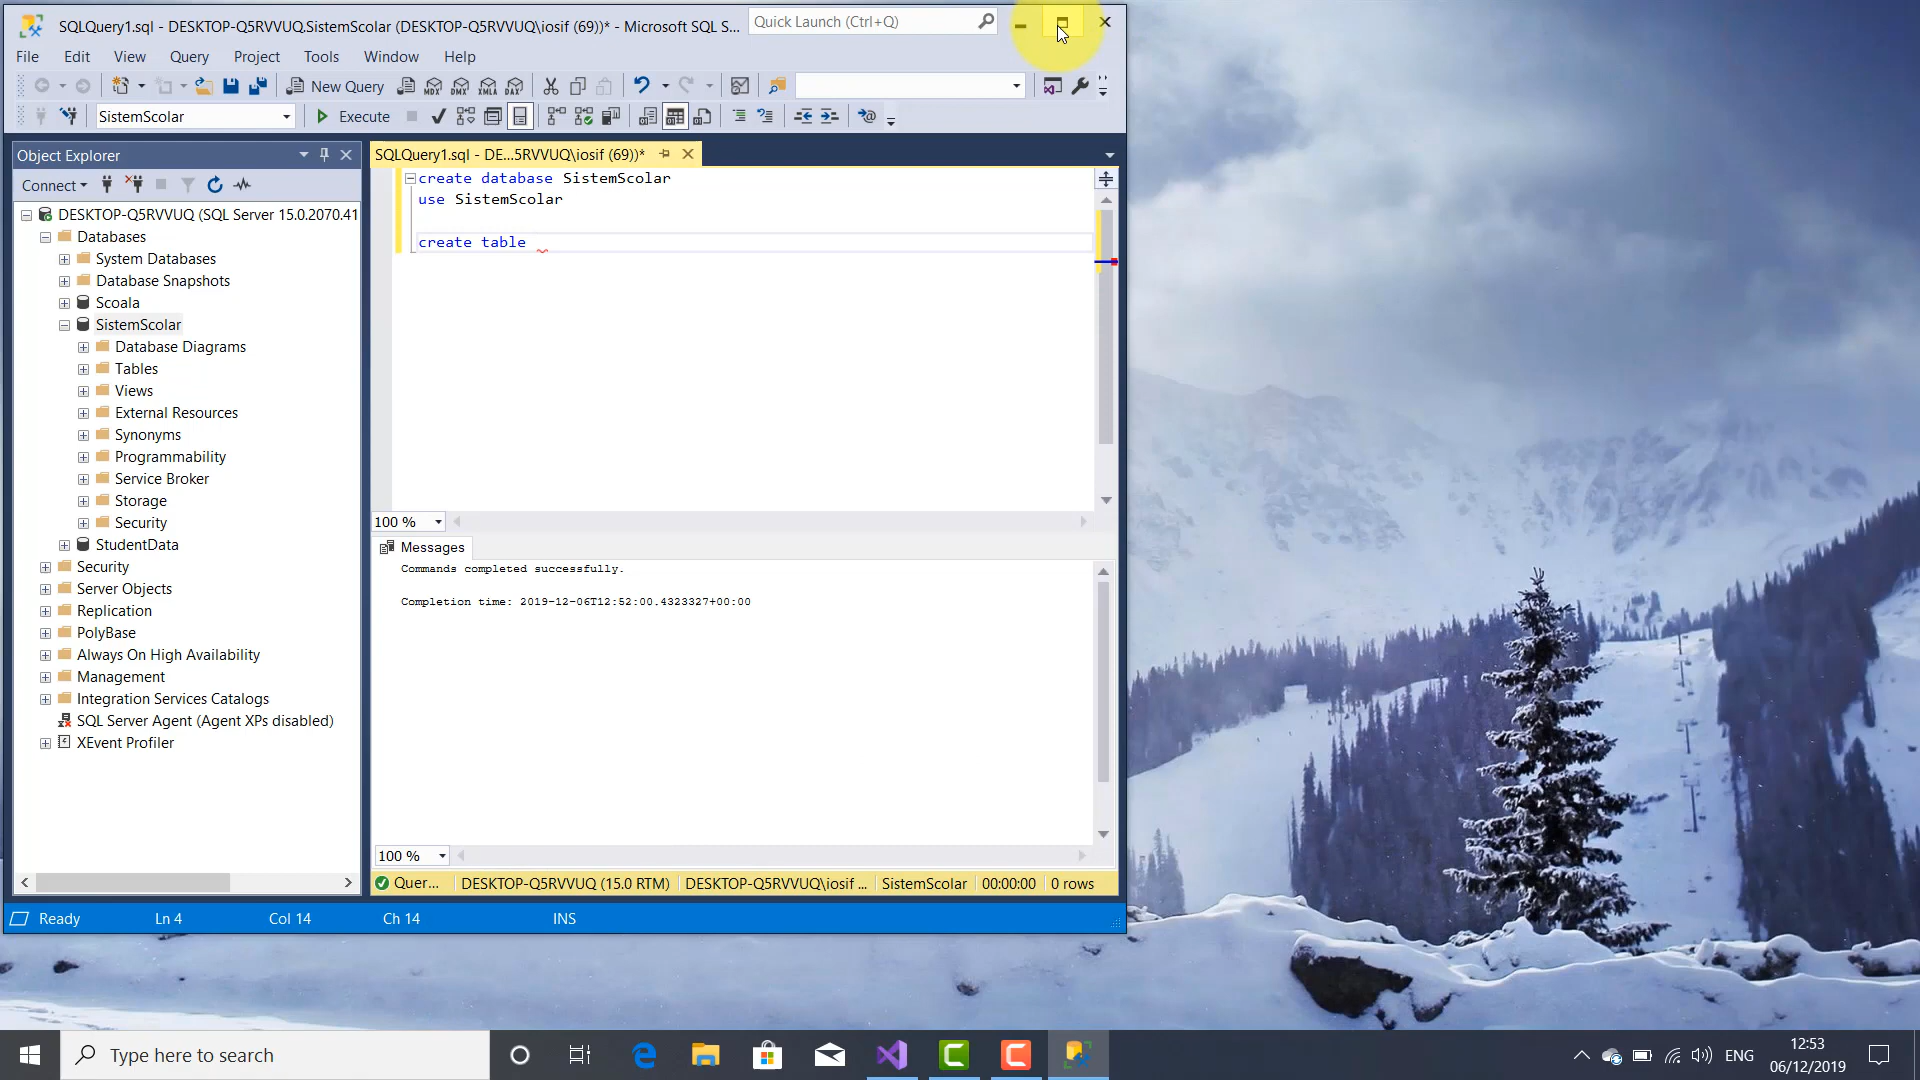 SQLQuery1.sql - DESKTOP-Q5RVVUQ.SistemScolar (DESKTOP-Q5RVVUQ\iosif (69))* - Microsoft SQL S...
Quick Launch (Ctrl+Q)
File Edit View Query Project Tools Window Help
New Query
MDX DMX XMLA DAX
SistemScolar
Execute
Object Explorer
SQLQuery1.sql - DE...5RVVUQ\iosif (69))*
Connect
create database SistemScolar
use SistemScolar
create table
DESKTOP-Q5RVVUQ (SQL Server 15.0.2070.41
Databases
System Databases
Database Snapshots
Scoala
SistemScolar
Database Diagrams
Tables
Views
External Resources
Synonyms
Programmability
Service Broker
Storage
Security
StudentData
Security
Server Objects
Replication
PolyBase
Always On High Availability
Management
Integration Services Catalogs
SQL Server Agent (Agent XPs disabled)
XEvent Profiler
100 %
Messages
Commands completed successfully.
Completion time: 2019-12-06T12:52:00.4323327+00:00
100 %
Quer... DESKTOP-Q5RVVUQ (15.0 RTM) DESKTOP-Q5RVVUQ\iosif ... SistemScolar 00:00:00 0 rows
Ready Ln 4 Col 14 Ch 14 INS
Type here to search
ENG
12:53
06/12/2019